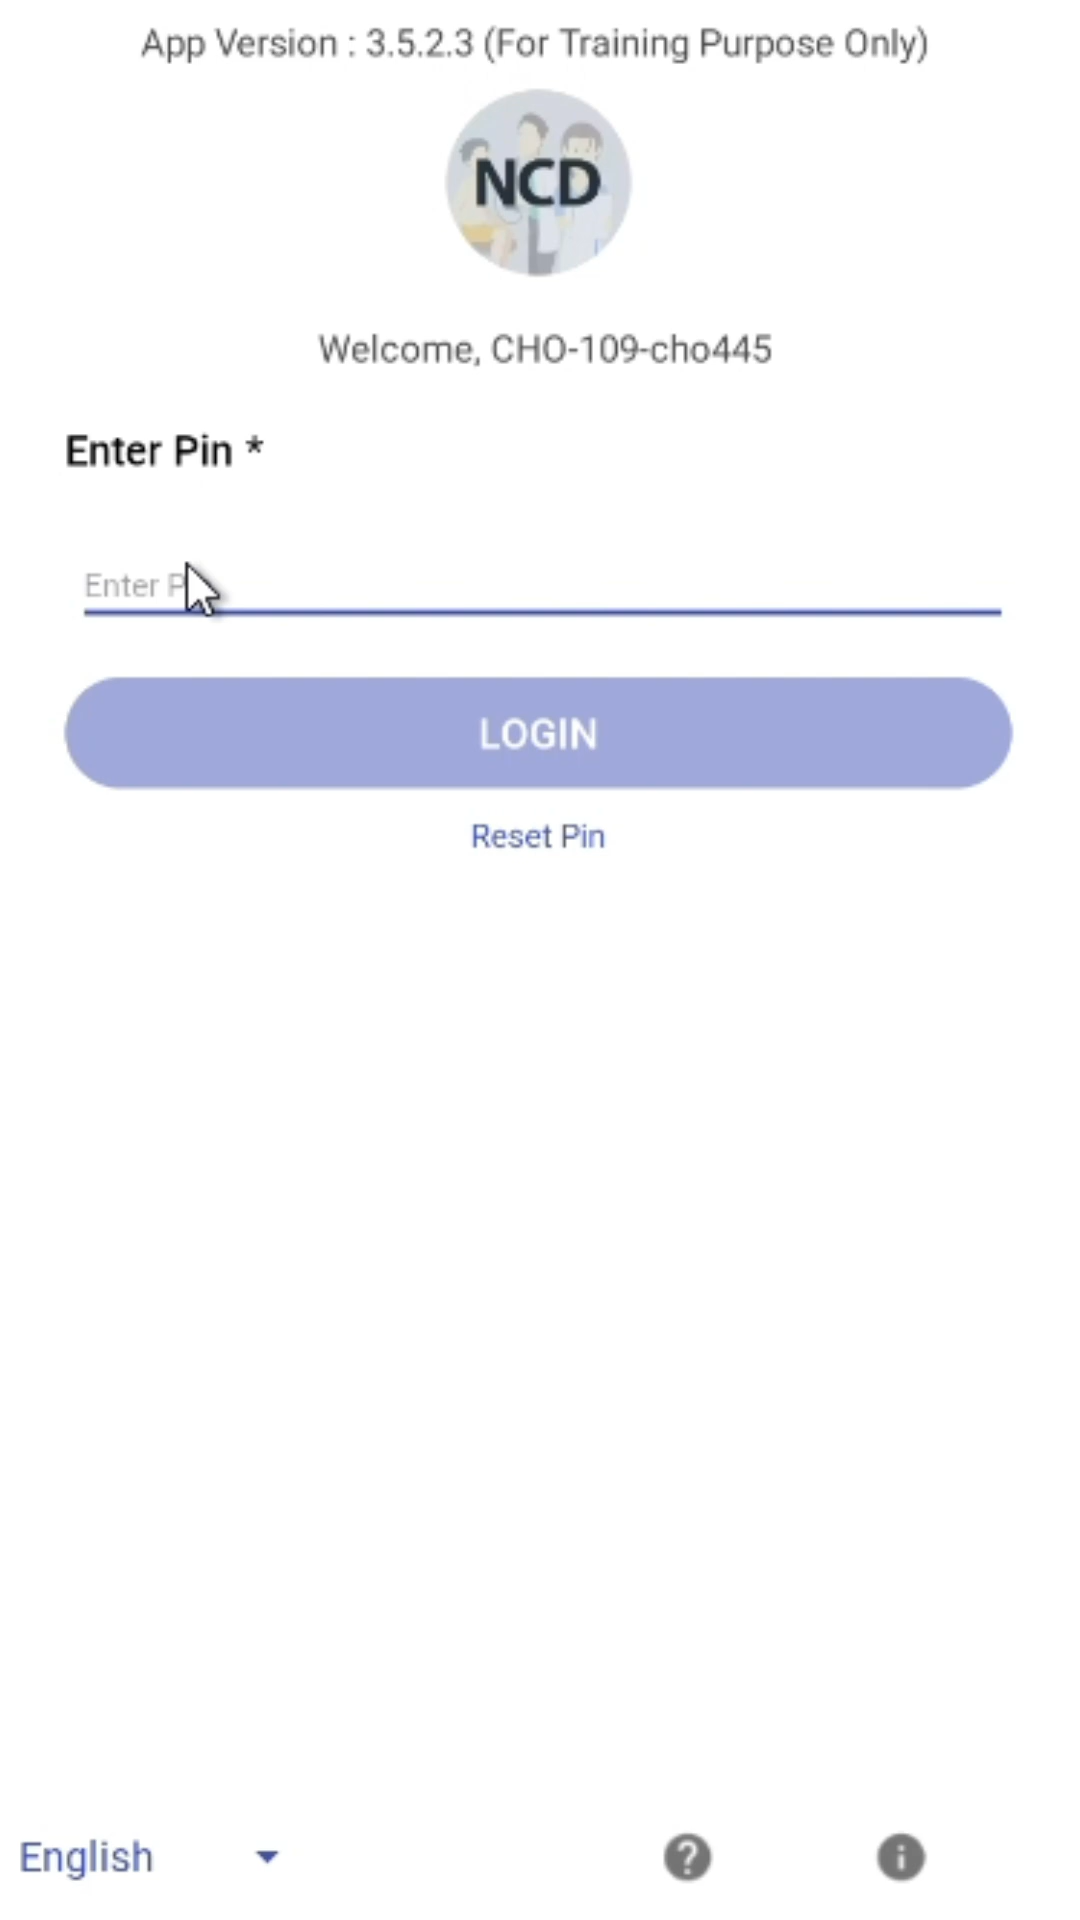 App Version : 3.5.2.3 (For Training Purpose Only)
NCD
Welcome, CHO-109-cho445
Enter Pin *
Enter P
LOGIN
Reset Pin
English